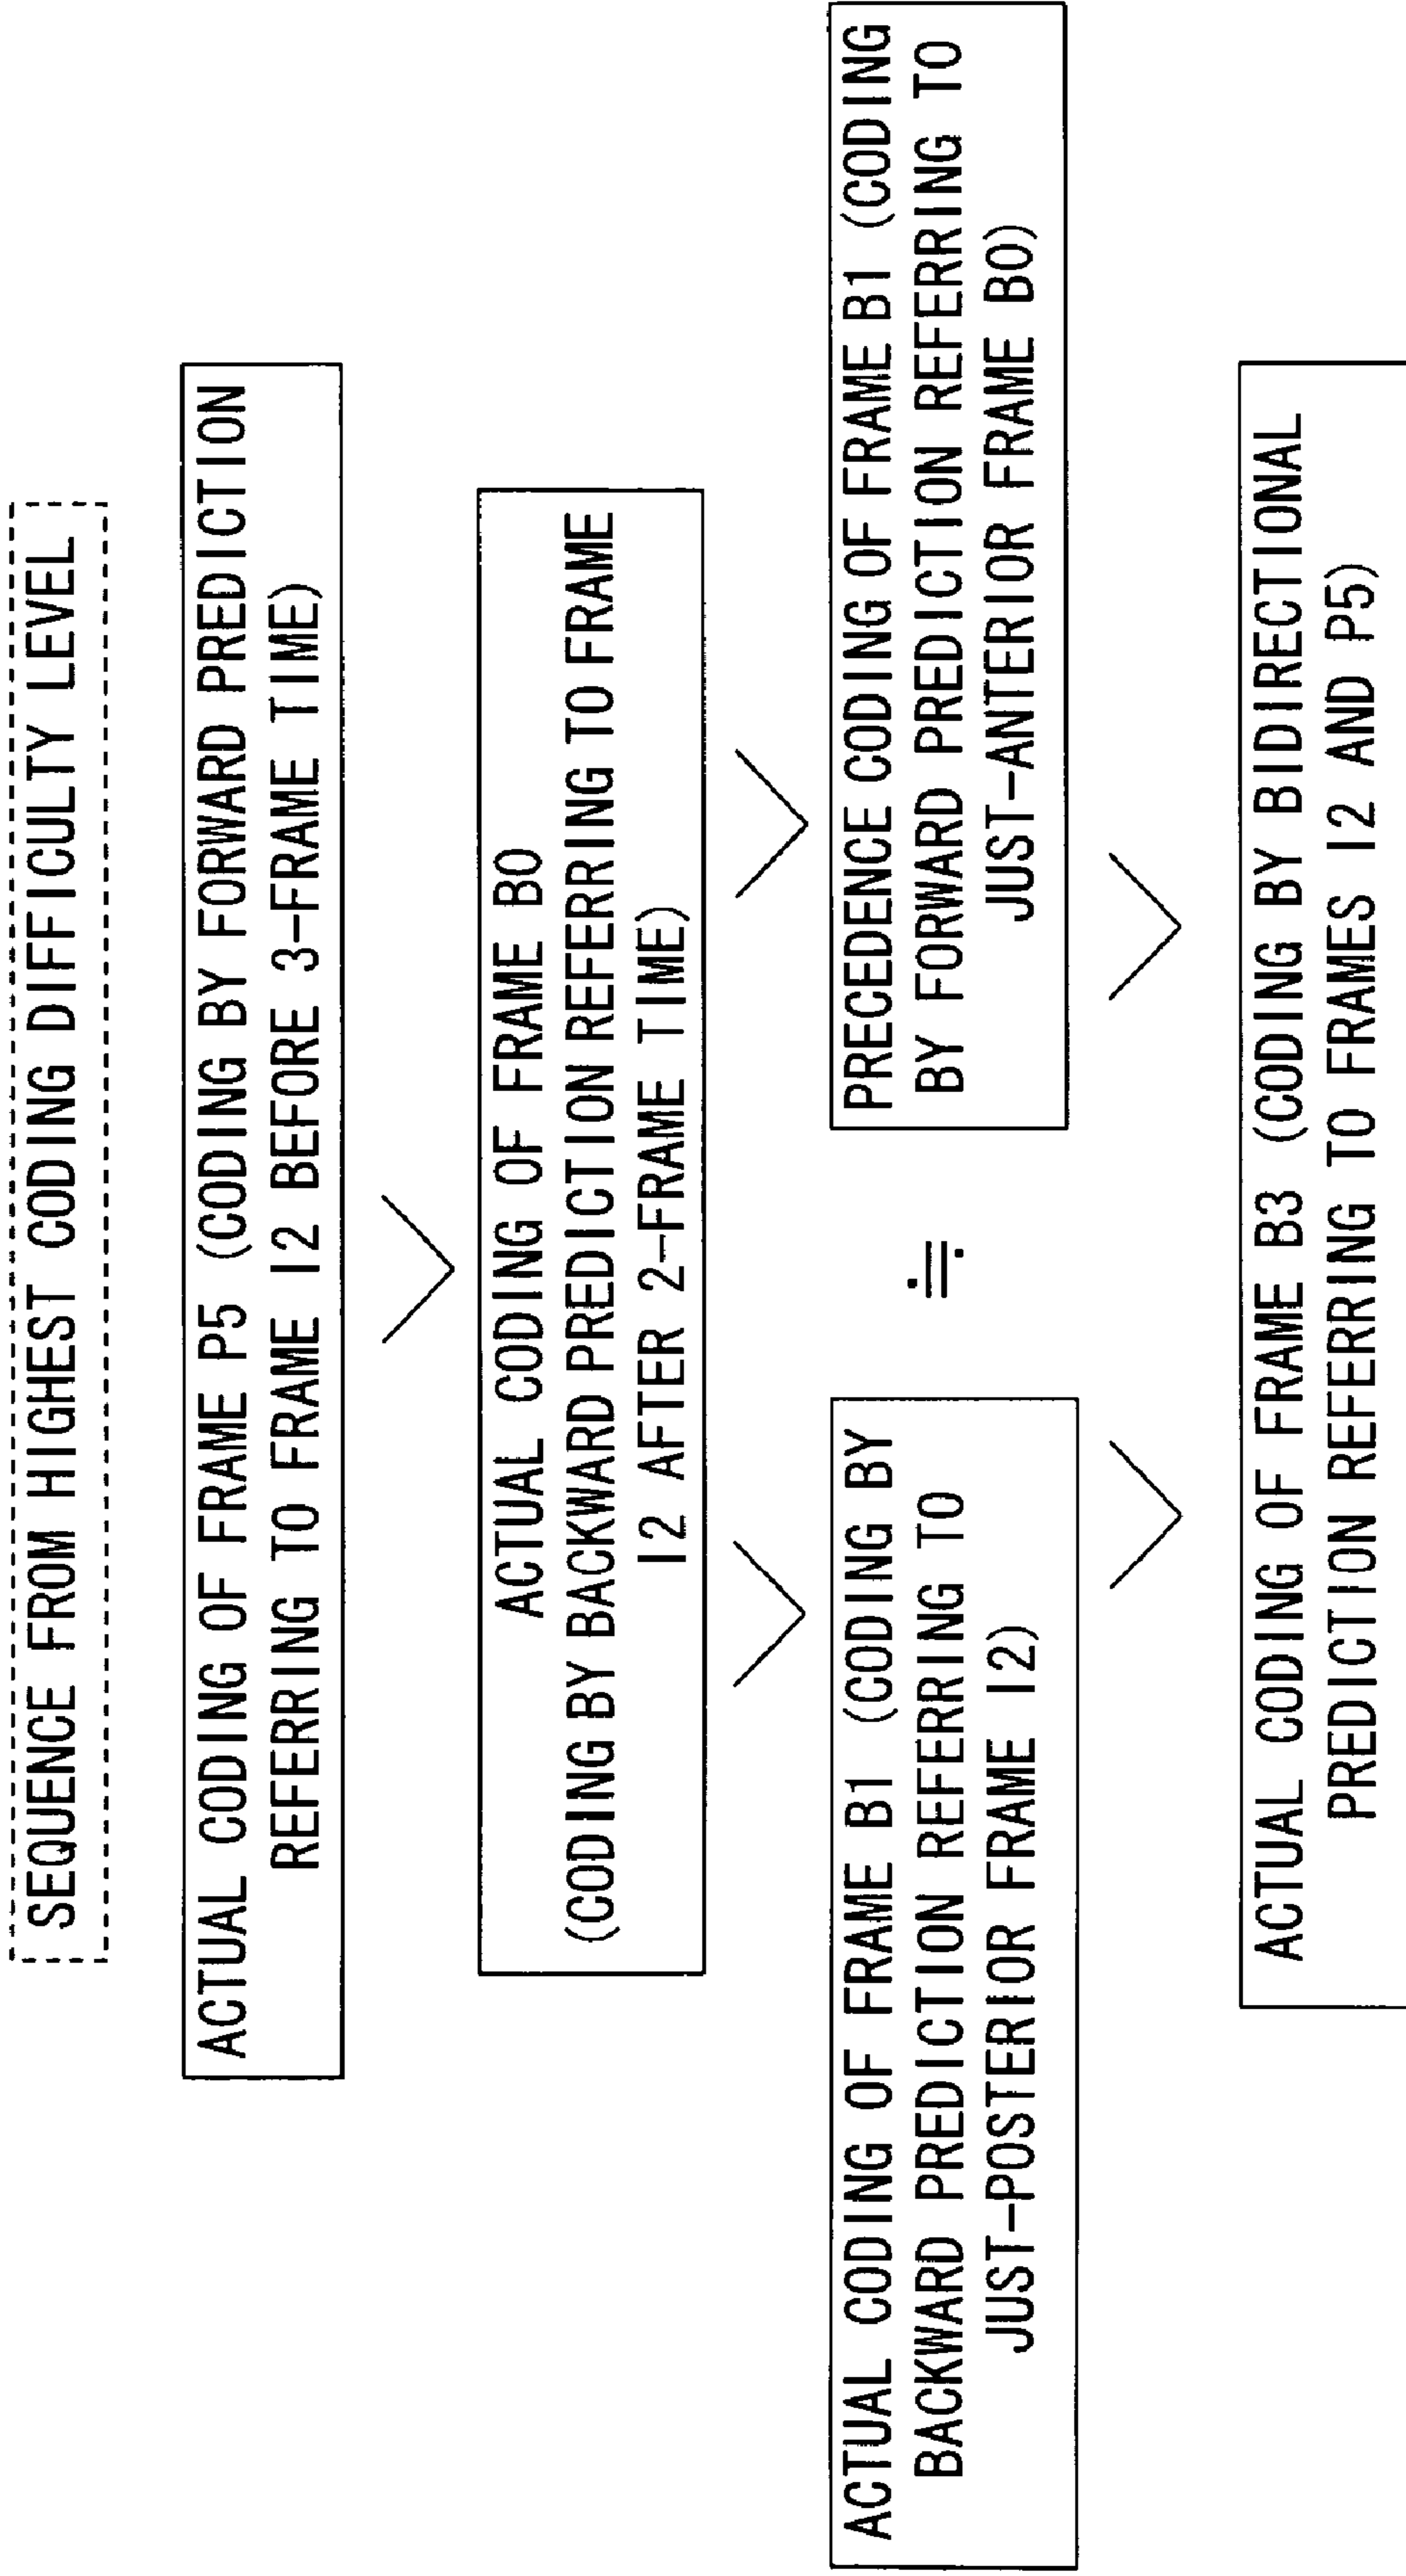 SEQUENCE FROM HIGHEST CODING DIFFICULTY LEVEL
ACTUAL CODING OF FRAME P5 (CODING BY FORWARD PREDICTION
REFERRING TO FRAME I2 BEFORE 3-FRAME TIME)
ACTUAL CODING OF FRAME B0
(CODING BY BACKWARD PREDICTION REFERRING TO FRAME
I2 AFTER 2-FRAME TIME)
ACTUAL CODING OF FRAME B1 (CODING BY
BACKWARD PREDICTION REFERRING TO
JUST-POSTERIOR FRAME I2)
≒
PRECEDENCE CODING OF FRAME B1 (CODING
BY FORWARD PREDICTION REFERRING TO
JUST-ANTERIOR FRAME B0)
ACTUAL CODING OF FRAME B3 (CODING BY BIDIRECTIONAL
PREDICTION REFERRING TO FRAMES I2 AND P5)